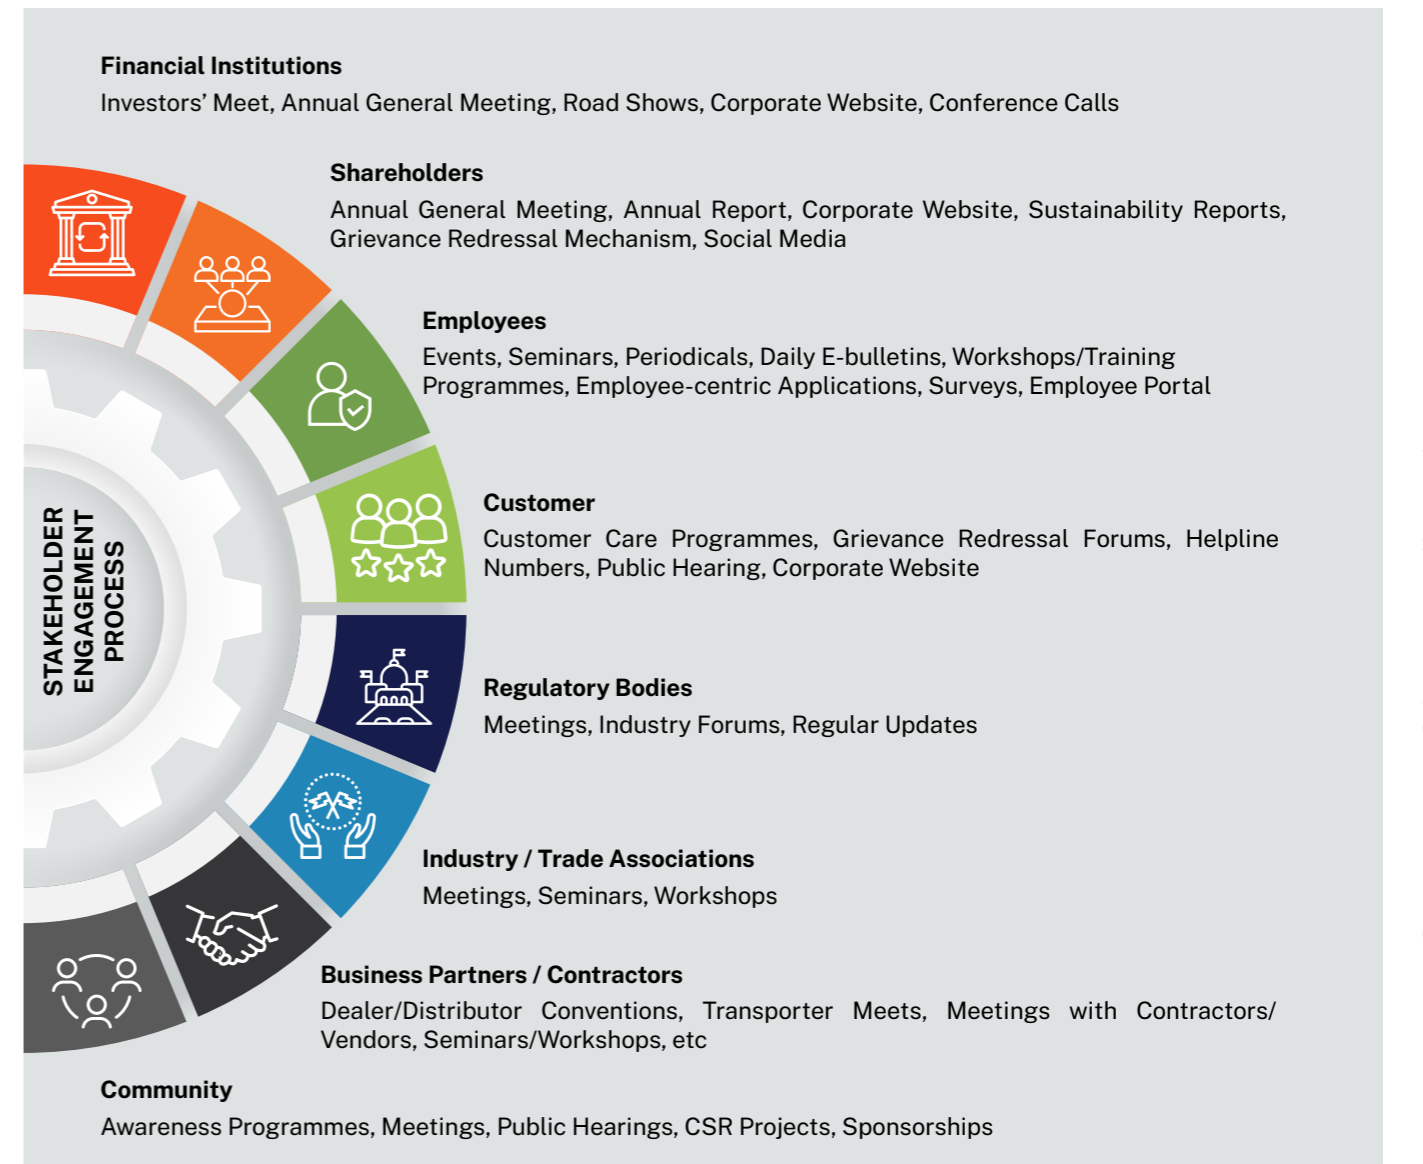 Financial Institutions
Investors’ Meet, Annual General Meeting, Road Shows, Corporate Website, Conference Calls
Shareholders
Annual General Meeting, Annual Report, Corporate Website, Sustainability Reports,
Grievance Redressal Mechanism, Social Media
Employees
Events, Seminars, Periodicals, Daily E-bulletins, Workshops/Training
Programmes, Employee-centric Applications, Surveys, Employee Portal
Customer
Customer Care Programmes, Grievance Redressal Forums, Helpline
Numbers, Public Hearing, Corporate Website
STAKEHOLDER
ENGAGEMENT
PROCESS
Regulatory Bodies
Meetings, Industry Forums, Regular Updates
Industry / Trade Associations
Meetings, Seminars, Workshops
Business Partners / Contractors
Dealer/Distributor Conventions, Transporter Meets, Meetings with Contractors/
Vendors, Seminars/Workshops, etc
Community
Awareness Programmes, Meetings, Public Hearings, CSR Projects, Sponsorships